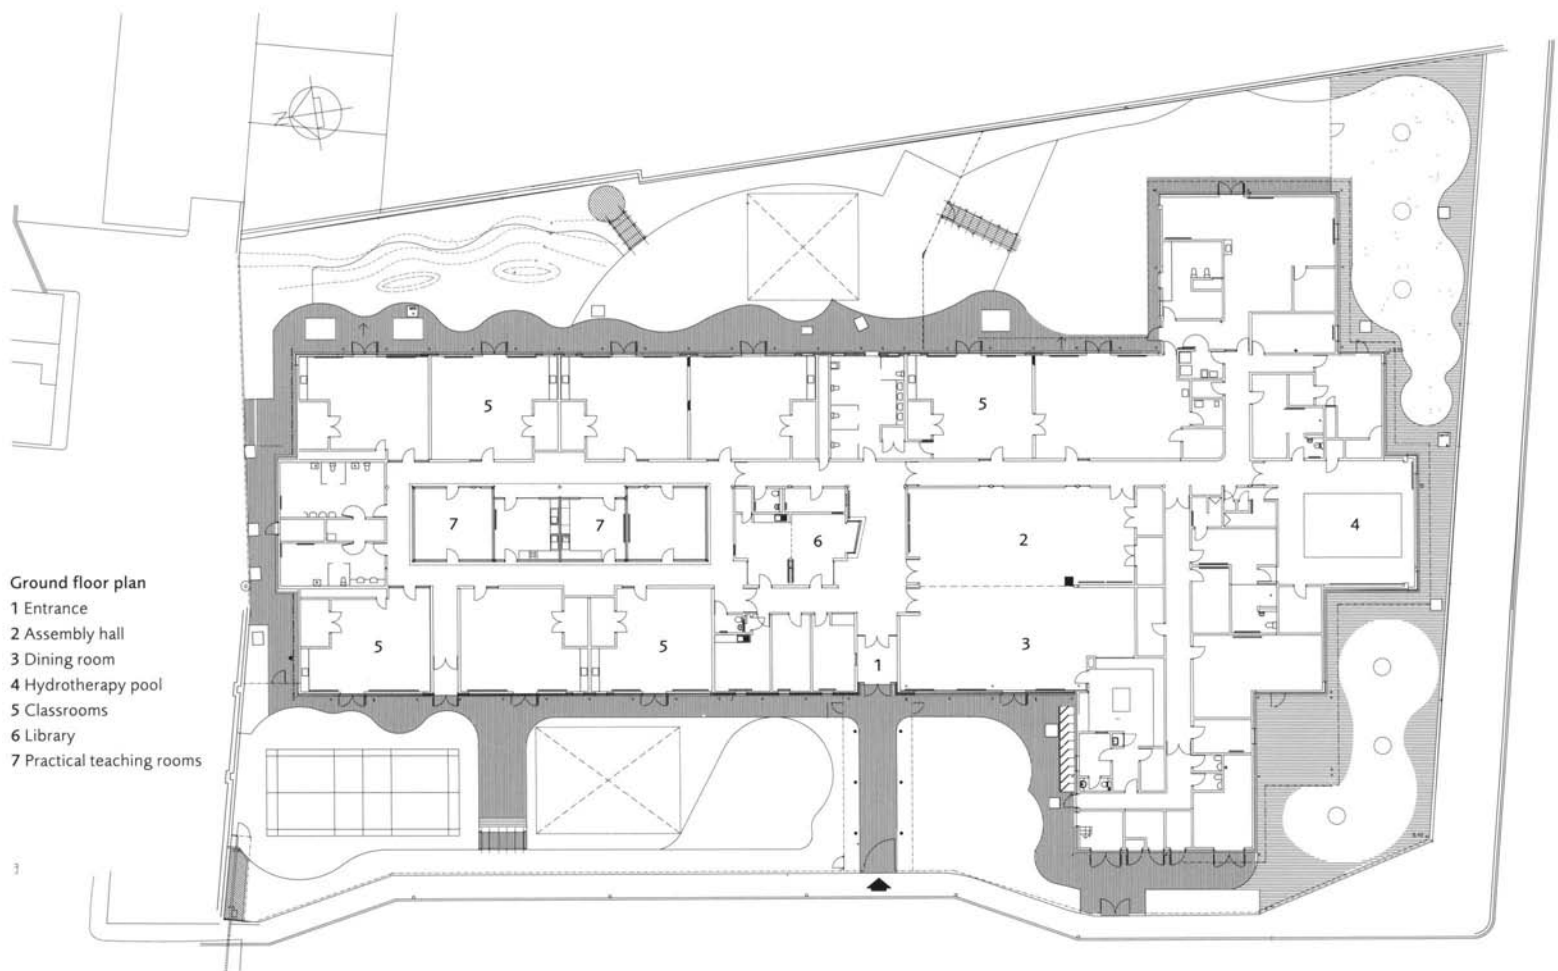 N
5
5
7
7
6
2
4
5
5
1
3
Ground floor plan
1 Entrance
2 Assembly hall
3 Dining room
4 Hydrotherapy pool
5 Classrooms
6 Library
7 Practical teaching rooms